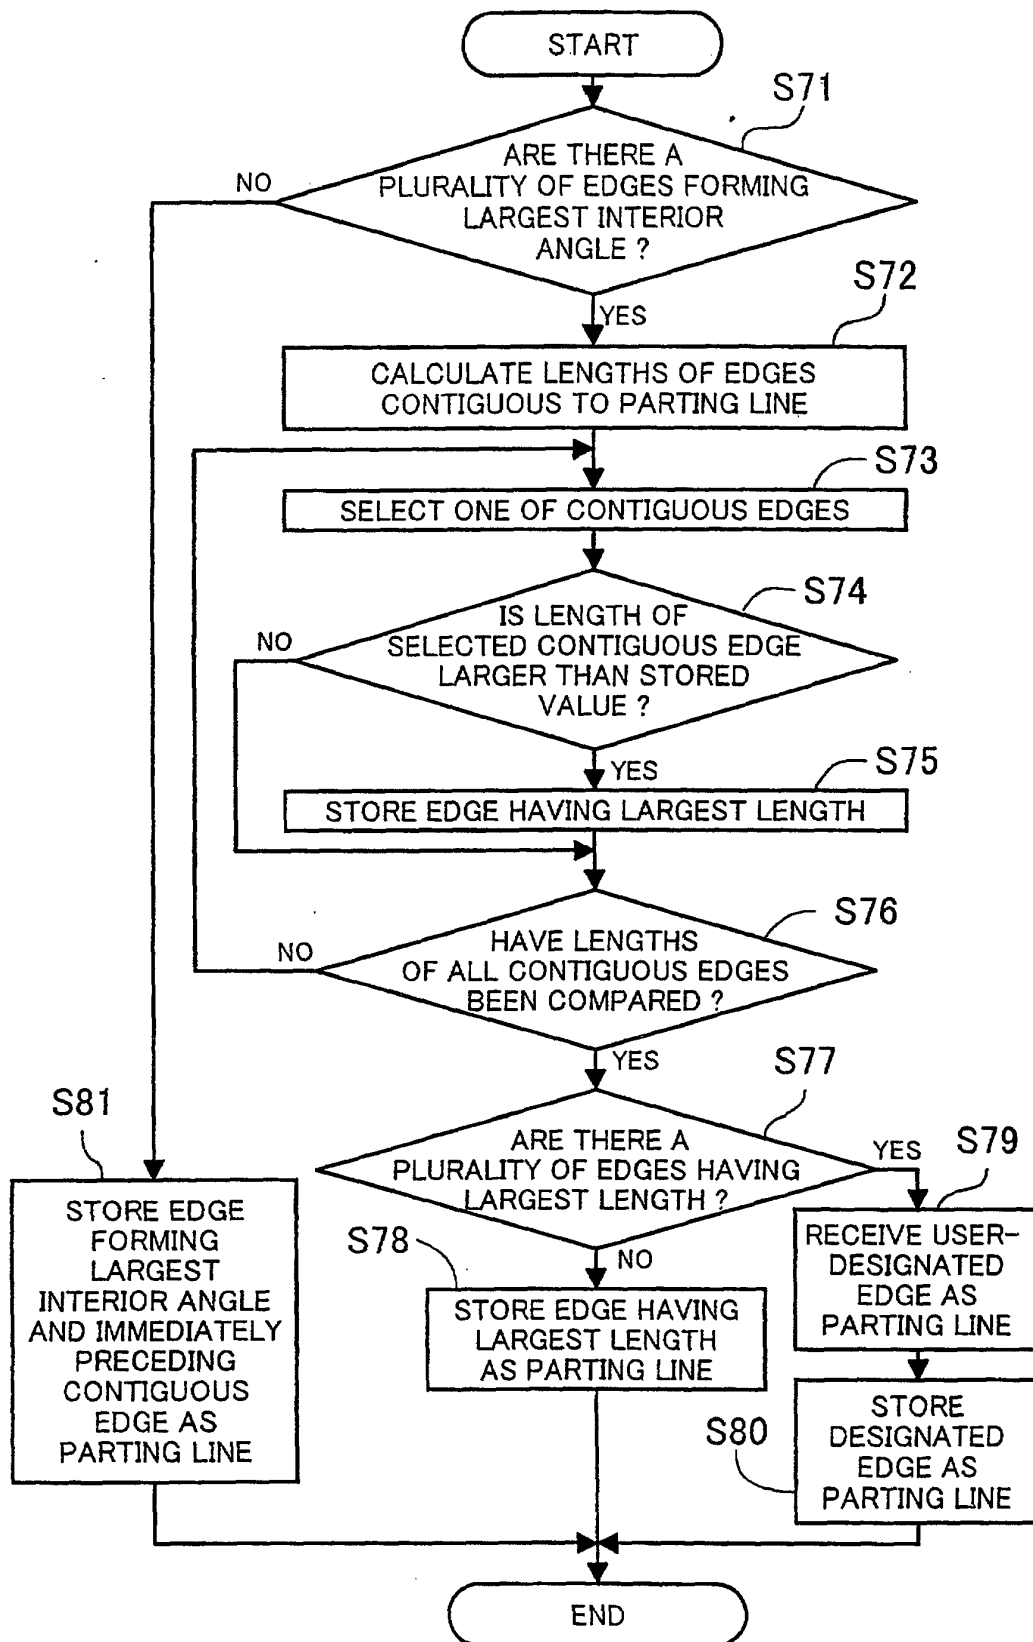 START
S71
ARE THERE A
PLURALITY OF EDGES FORMING
LARGEST INTERIOR
ANGLE ?
NO
YES
S72
CALCULATE LENGTHS OF EDGES
CONTIGUOUS TO PARTING LINE
S73
SELECT ONE OF CONTIGUOUS EDGES
S74
IS LENGTH OF
SELECTED CONTIGUOUS EDGE
LARGER THAN STORED
VALUE ?
NO
YES
S75
STORE EDGE HAVING LARGEST LENGTH
S76
HAVE LENGTHS
OF ALL CONTIGUOUS EDGES
BEEN COMPARED ?
NO
YES
S77
ARE THERE A
PLURALITY OF EDGES HAVING
LARGEST LENGTH ?
YES
NO
S81
STORE EDGE
FORMING
LARGEST
INTERIOR ANGLE
AND IMMEDIATELY
PRECEDING
CONTIGUOUS
EDGE AS
PARTING LINE
S78
STORE EDGE HAVING
LARGEST LENGTH
AS PARTING LINE
S79
RECEIVE USER-
DESIGNATED
EDGE AS
PARTING LINE
S80
STORE
DESIGNATED
EDGE AS
PARTING LINE
END